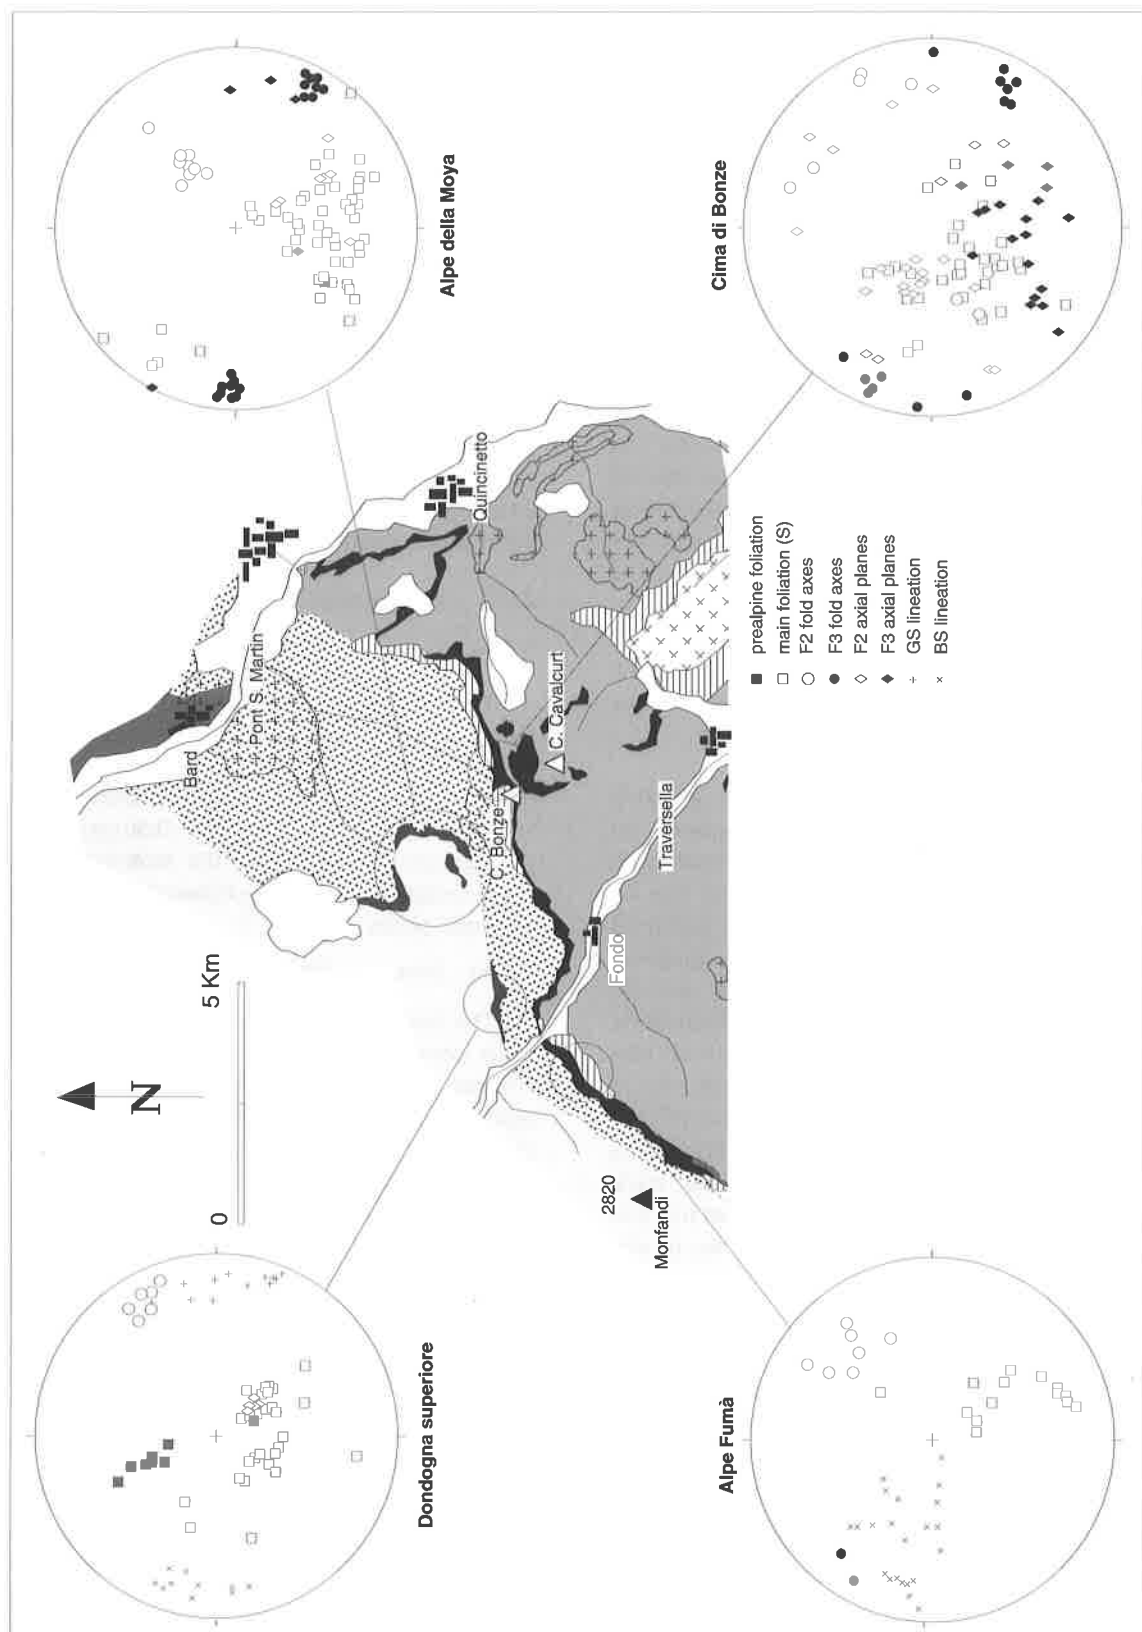 Alpe della Moya
Cima di Bonze
Quincinetto
Pont S. Martin
Bard
C. Cavalcurt
C. Bonze
Traversella
Fondo
5 Km
0
N
2820
Monfandi
prealpine foliation
main foliation (S)
F2 fold axes
F3 fold axes
F2 axial planes
F3 axial planes
GS lineation
BS lineation
Dondogna superiore
Alpe Fumà